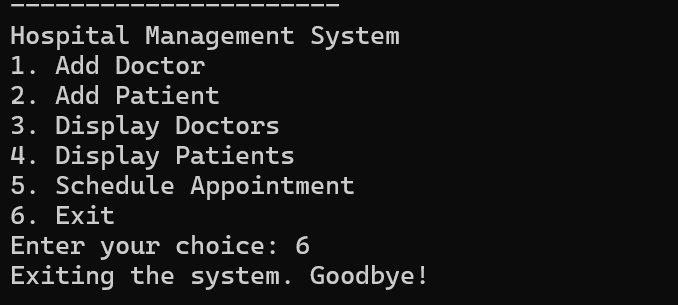 ----------------------
Hospital Management System
1. Add Doctor
2. Add Patient
3. Display Doctors
4. Display Patients
5. Schedule Appointment
6. Exit
Enter your choice: 6
Exiting the system. Goodbye!